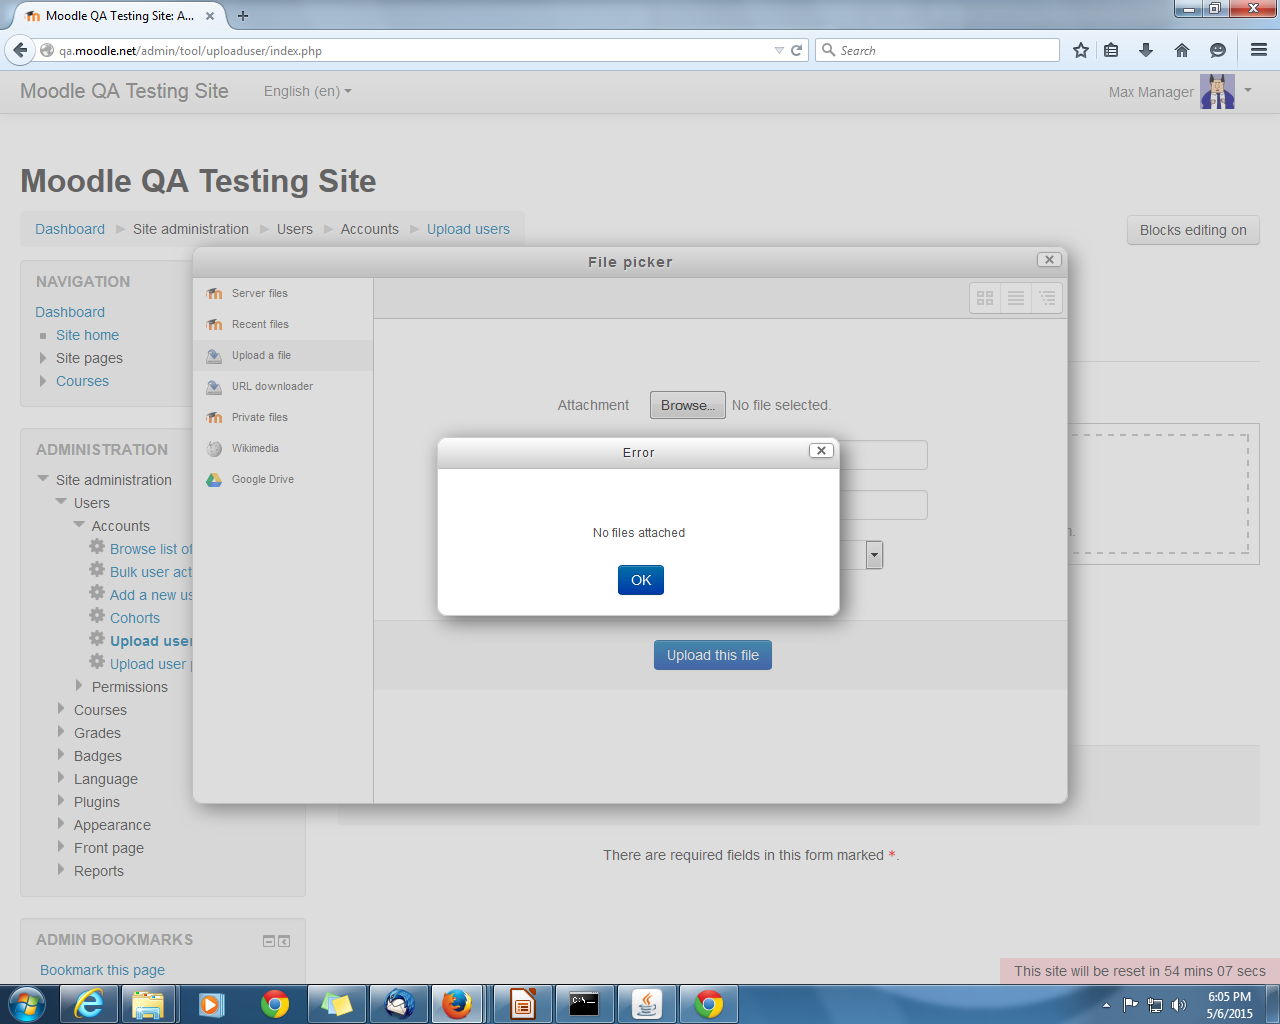 Moodle QA Testing Site: A...
qa.moodle.net/admin/tool/uploaduser/index.php
Search
Moodle QA Testing Site
English (en)
Max Manager
Moodle QA Testing Site
Dashboard Site administration Users Accounts Upload users
Blocks editing on
NAVIGATION
Dashboard
Site home
Site pages
Courses
ADMINISTRATION
Site administration
Users
Accounts
Browse list of
Bulk user act
Add a new us
Cohorts
Upload user
Upload user
Permissions
Courses
Grades
Badges
Language
Plugins
Appearance
Front page
Reports
ADMIN BOOKMARKS
Bookmark this page
File picker
Server files
Recent files
Upload a file
URL downloader
Private files
Wikimedia
Google Drive
Attachment Browse... No file selected.
Error
No files attached
OK
Upload this file
There are required fields in this form marked *.
This site will be reset in 54 mins 07 secs
6:05 PM
5/6/2015